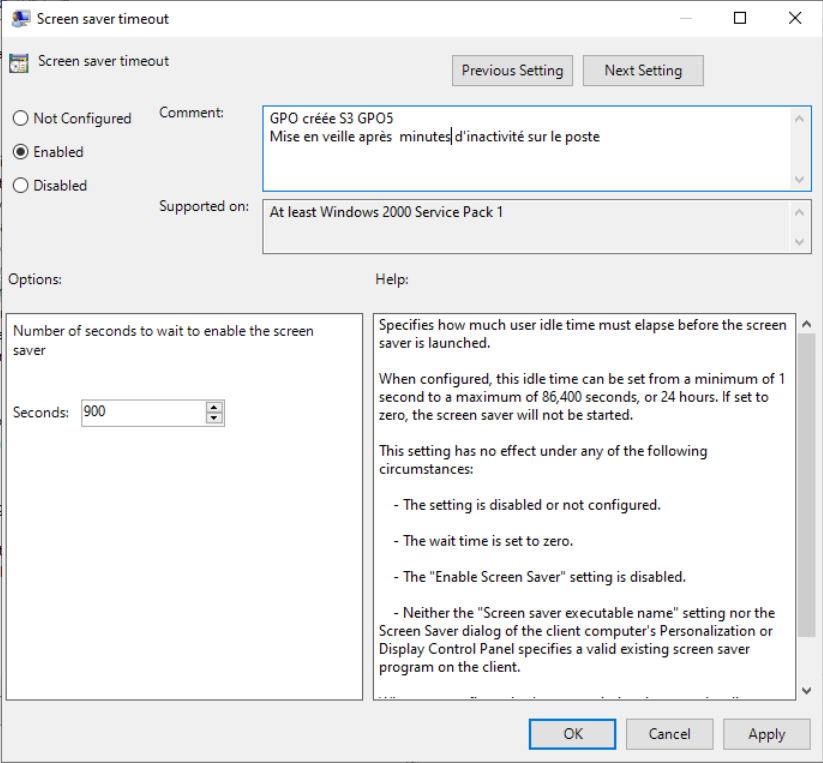 Screen saver timeout
Screen saver timeout
Previous Setting
Next Setting
Not Configured
Enabled
Disabled
Comment:
GPO créée S3 GPO5
Mise en veille après  minutes d'inactivité sur le poste
Supported on:
At least Windows 2000 Service Pack 1
Options:
Help:
Number of seconds to wait to enable the screen
saver
Seconds:
900
Specifies how much user idle time must elapse before the screen
saver is launched.
When configured, this idle time can be set from a minimum of 1
second to a maximum of 86,400 seconds, or 24 hours. If set to
zero, the screen saver will not be started.
This setting has no effect under any of the following
circumstances:
- The setting is disabled or not configured.
- The wait time is set to zero.
- The "Enable Screen Saver" setting is disabled.
- Neither the "Screen saver executable name" setting nor the
Screen Saver dialog of the client computer's Personalization or
Display Control Panel specifies a valid existing screen saver
program on the client.
OK
Cancel
Apply